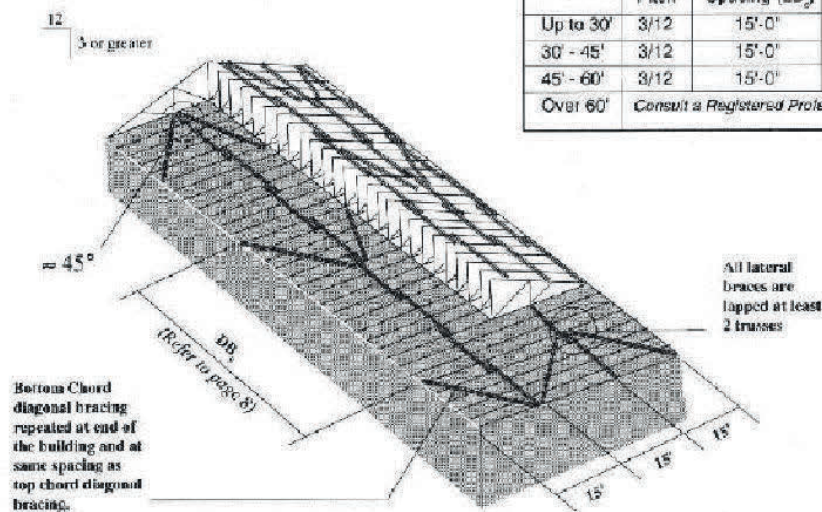 12
3 or greater
Up to 30' 3/12 15'-0"
30' - 45' 3/12 15'-0"
45' - 60' 3/12 15'-0"
Over 60' Consult a Registered
≈ 45°
All lateral
braces are
lapped at least
2 trusses
DB
(Refer to page 8)
Bottom Chord
diagonal bracing
repeated at end of
the building and at
same spacing as
top chord diagonal
bracing.
15'
15'
15'